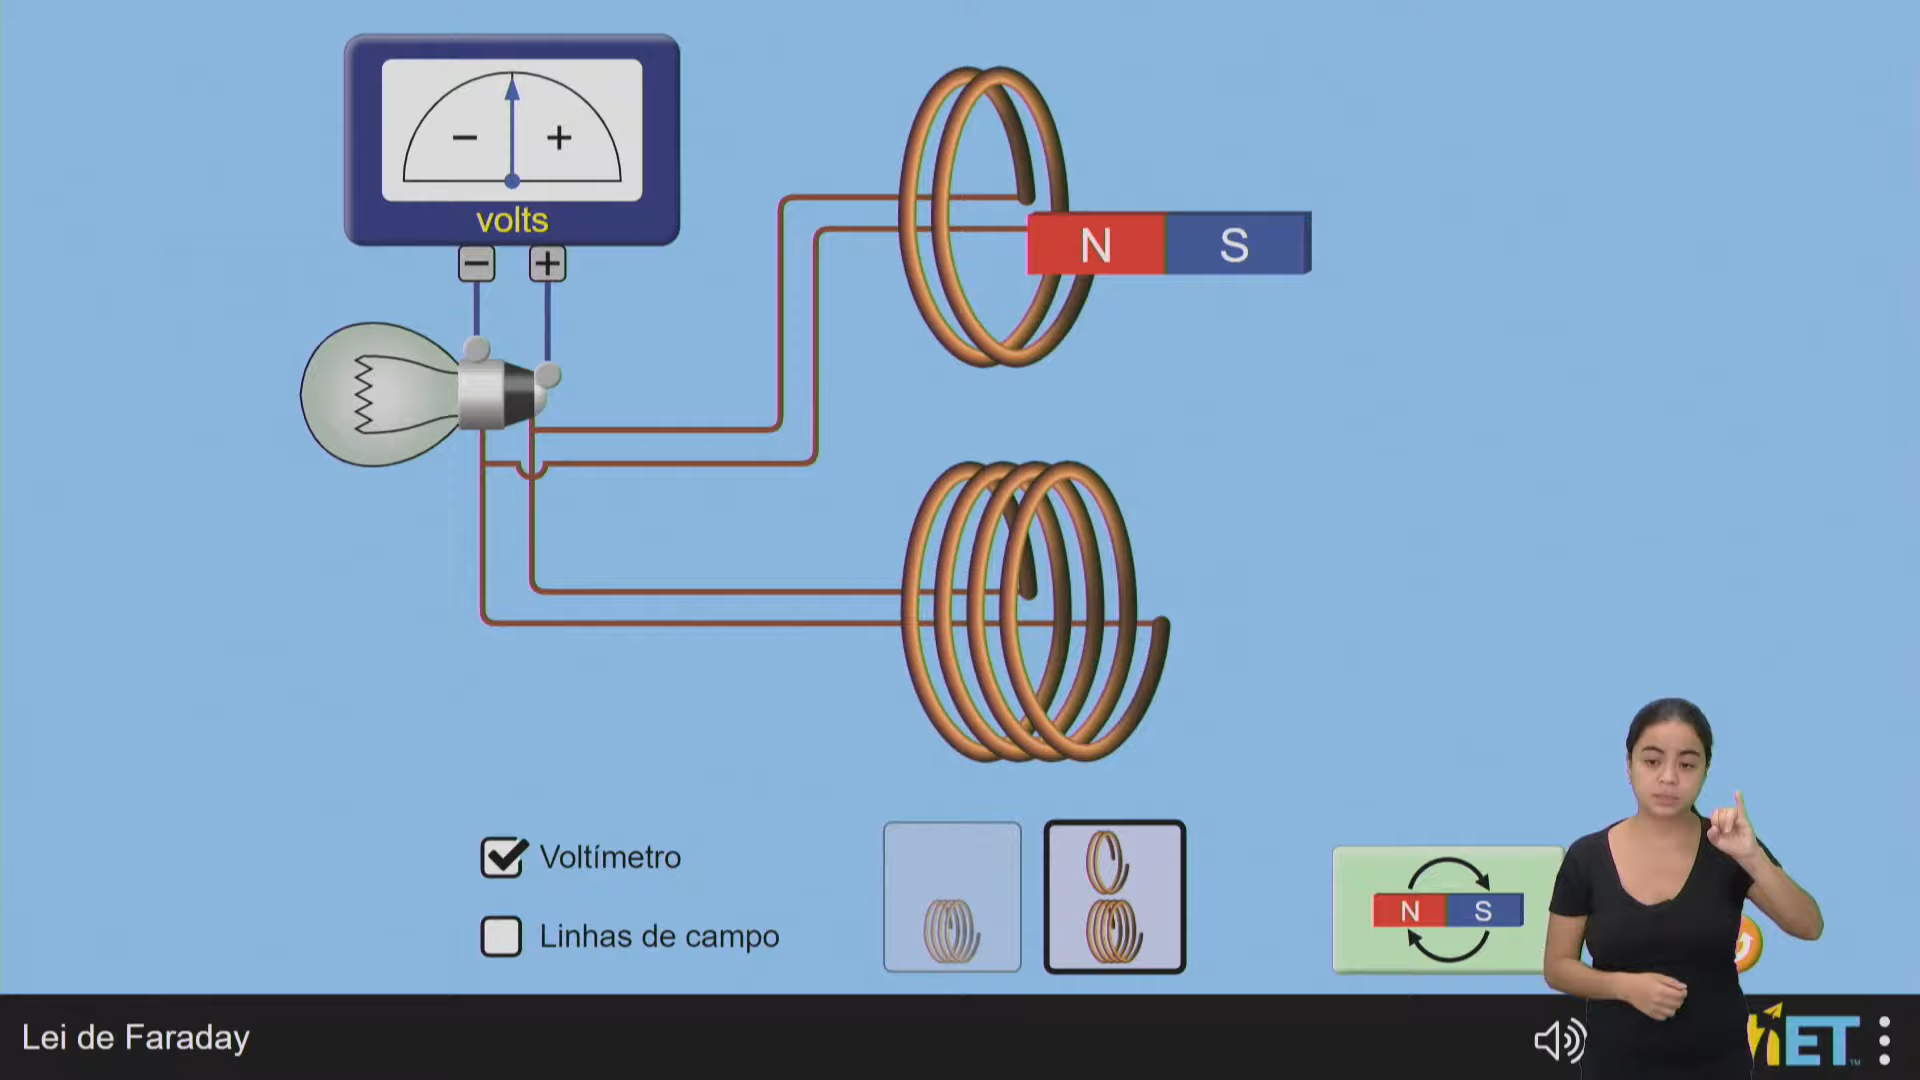 − +
volts
− +
N S
Voltímetro
Linhas de campo
N S
Lei de Faraday
ET